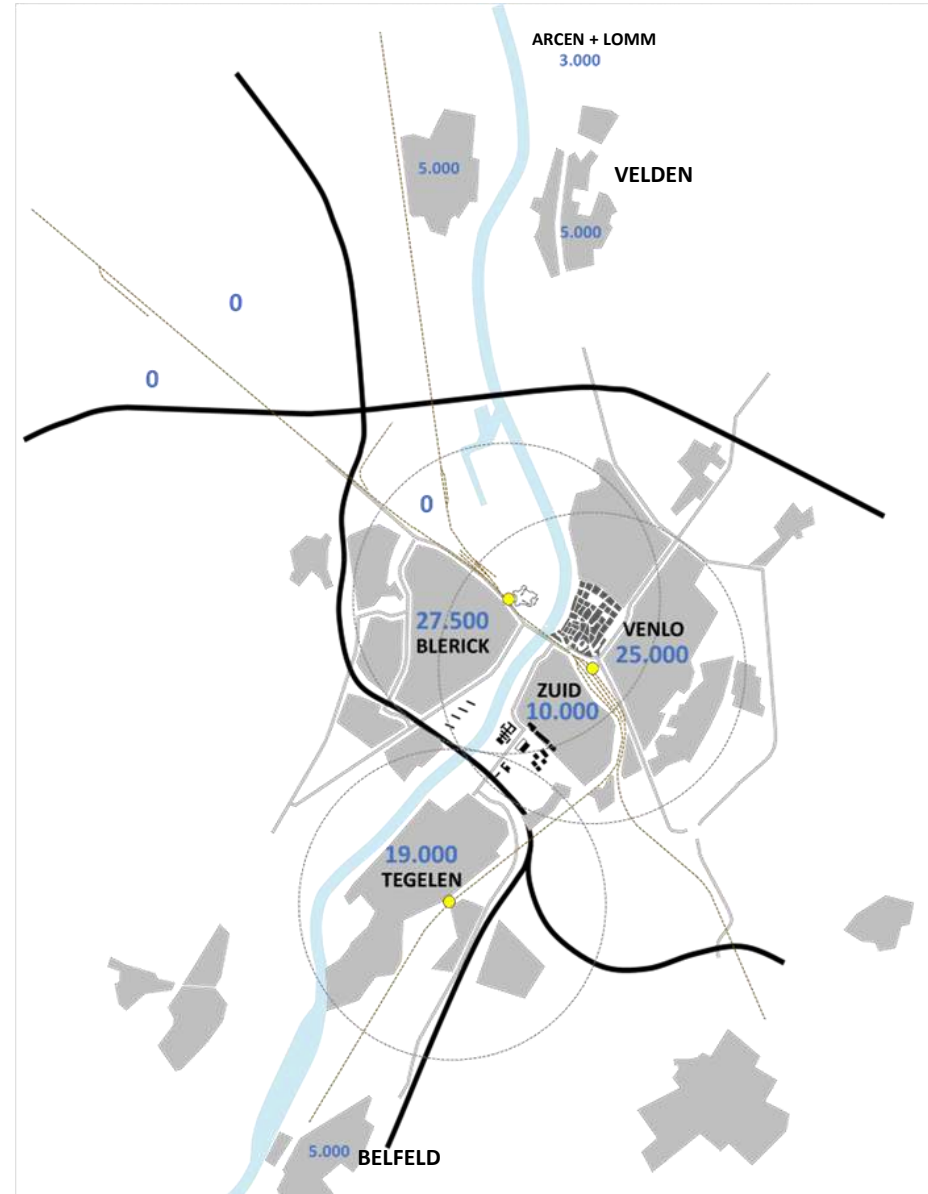 ARCEN + LOMM
3.000
5.000
VELDEN
5.000
0
0
0
27.500
BLERICK
VENLO
25.000
ZUID
10.000
19.000
TEGELEN
5.000 BELFELD